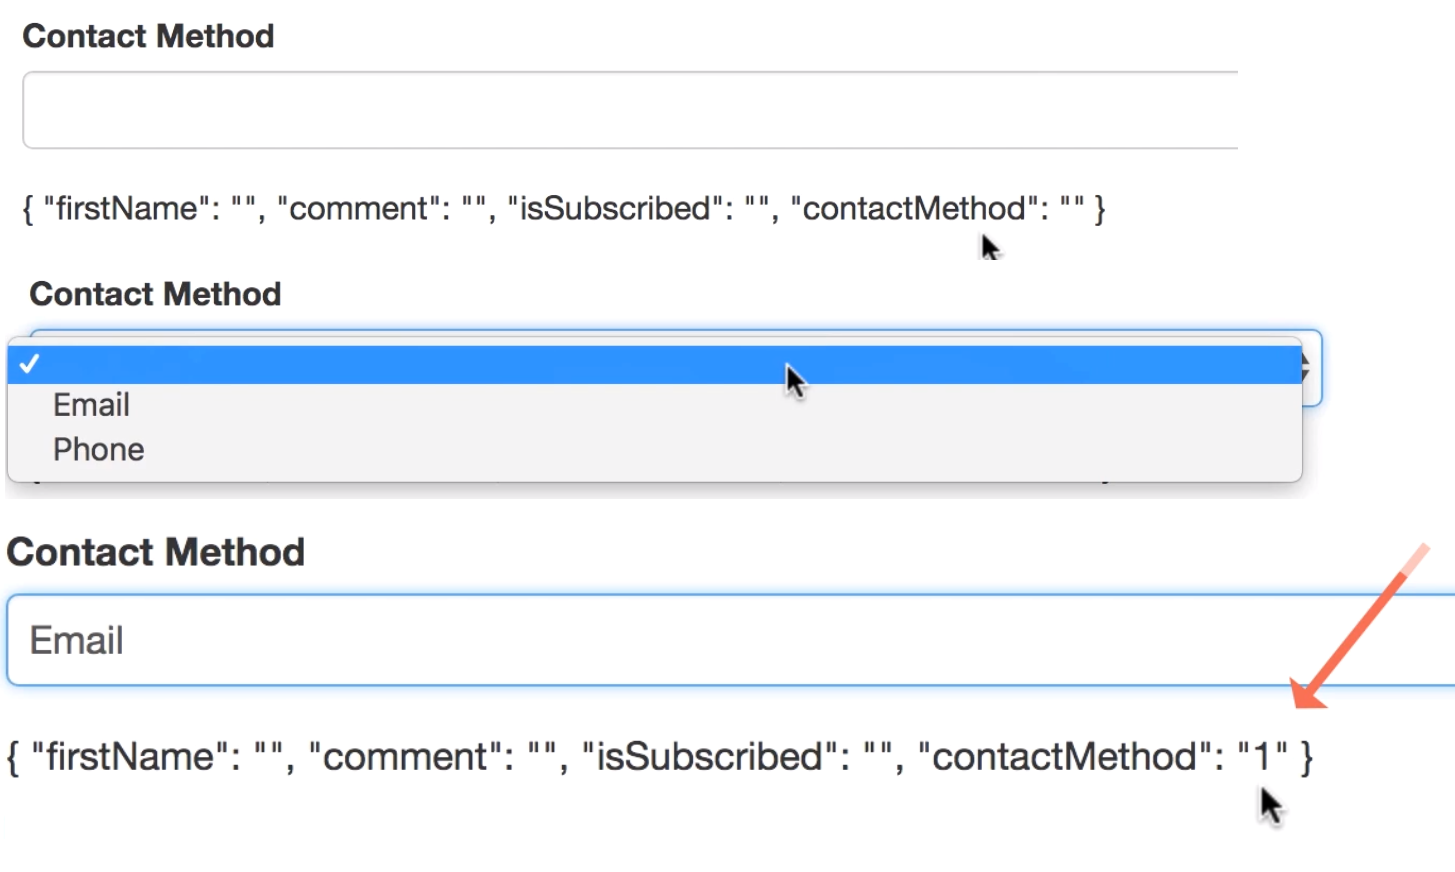 Contact Method
{ "firstName": "", "comment": "", "isSubscribed": "", "contactMethod": "" }
Contact Method
Email
Phone
Contact Method
Email
{ "firstName": "", "comment": "", "isSubscribed": "", "contactMethod": "1" }